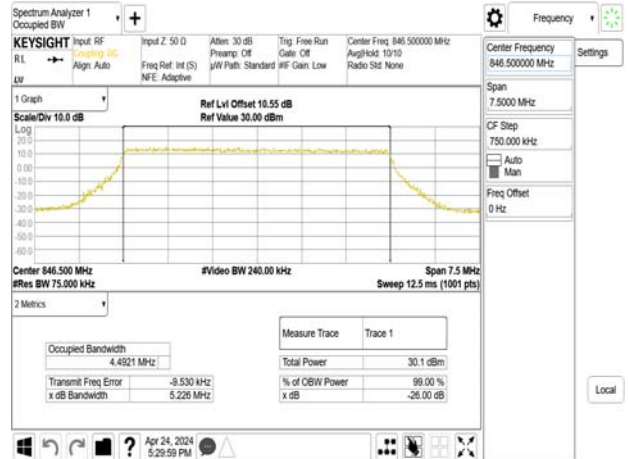 Spectrum Analyzer 1
Occupied BW
Frequency
KEYSIGHT
RL
Input: RF
Coupling: DC
Align: Auto
Input Z: 50 Ω
Freq Ref: Int (S)
NFE: Adaptive
Atten: 30 dB
Preamp: Off
µW Path: Standard
Trig: Free Run
Gate: Off
#IF Gain: Low
Center Freq: 846.500000 MHz
Avg|Hold: 10/10
Radio Std: None
Center Frequency
846.500000 MHz
Settings
Span
7.5000 MHz
CF Step
750.000 kHz
Auto
Man
Freq Offset
0 Hz
Local
1 Graph
Scale/Div 10.0 dB
Ref Lvl Offset 10.55 dB
Ref Value 30.00 dBm
Log
20.0
10.0
0.00
-10.0
-20.0
-30.0
-40.0
-50.0
-60.0
Center 846.500 MHz
#Res BW 75.000 kHz
#Video BW 240.00 kHz
Span 7.5 MHz
Sweep 12.5 ms (1001 pts)
2 Metrics
Occupied Bandwidth
4.4921 MHz
Transmit Freq Error -9.530 kHz
x dB Bandwidth 5.226 MHz
Measure Trace Trace 1
Total Power 30.1 dBm
% of OBW Power 99.00 %
x dB -26.00 dB
Apr 24, 2024
5:29:59 PM